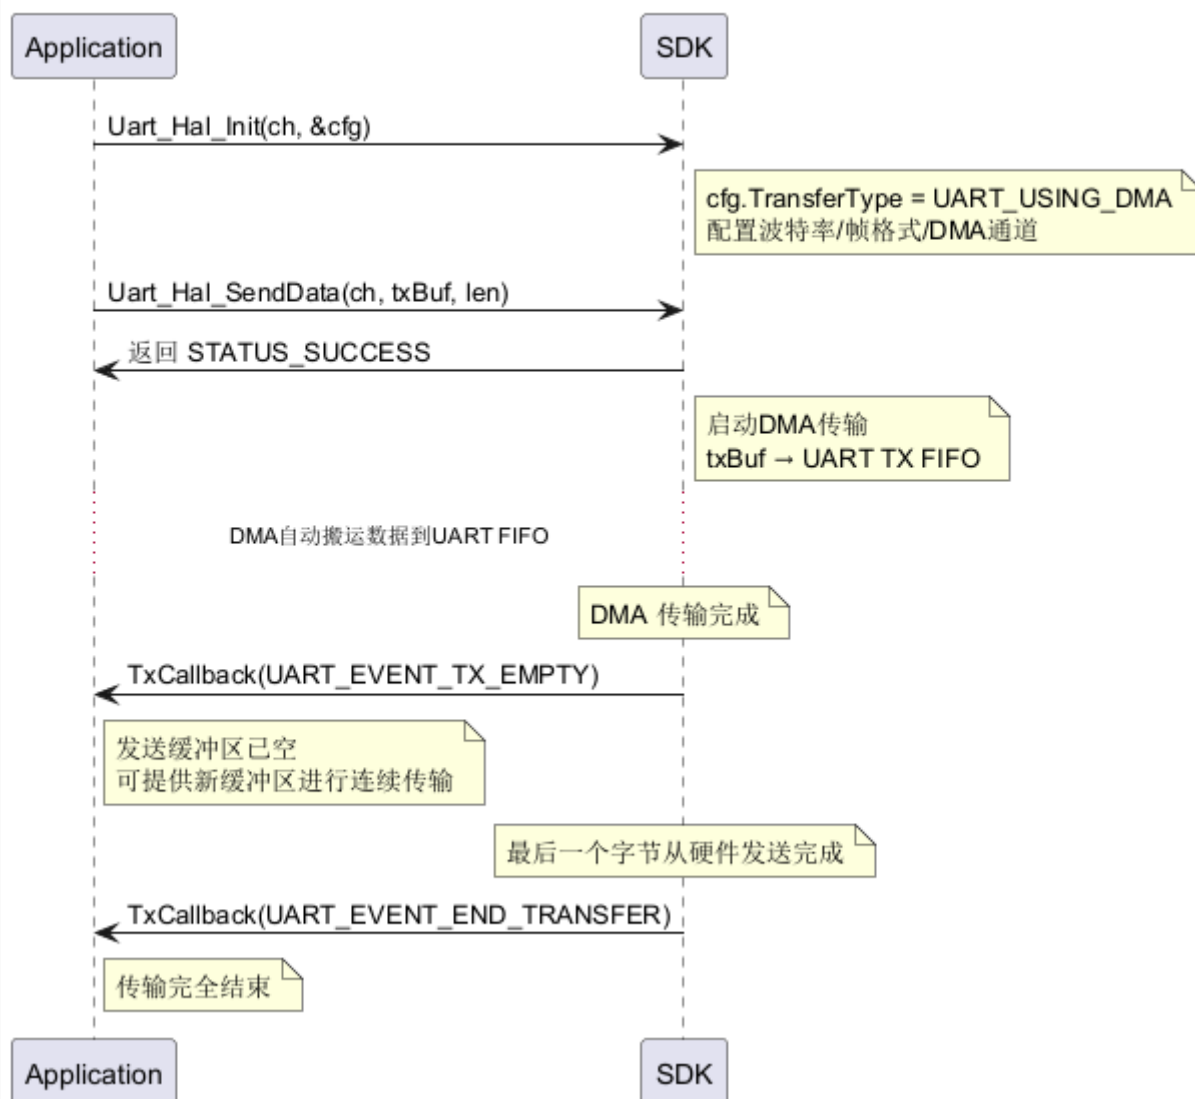 Application
SDK
Uart_Hal_Init(ch, &cfg)
cfg.TransferType = UART_USING_DMA
配置波特率/帧格式/DMA通道
Uart_Hal_SendData(ch, txBuf, len)
返回 STATUS_SUCCESS
启动DMA传输
txBuf → UART TX FIFO
DMA自动搬运数据到UART FIFO
DMA 传输完成
TxCallback(UART_EVENT_TX_EMPTY)
发送缓冲区已空
可提供新缓冲区进行连续传输
最后一个字节从硬件发送完成
TxCallback(UART_EVENT_END_TRANSFER)
传输完全结束
Application
SDK